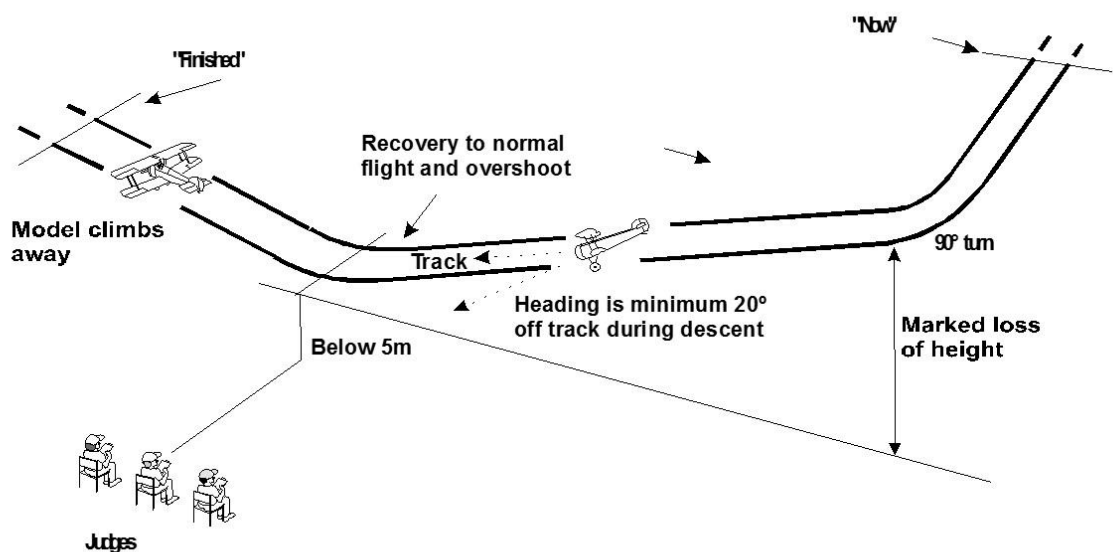 "Now"
"Finished"
Recovery to normal
flight and overshoot
Model climbs
away
Track
90° turn
Heading is minimum 20º
off track during descent
Marked loss
of height
Below 5m
Judges